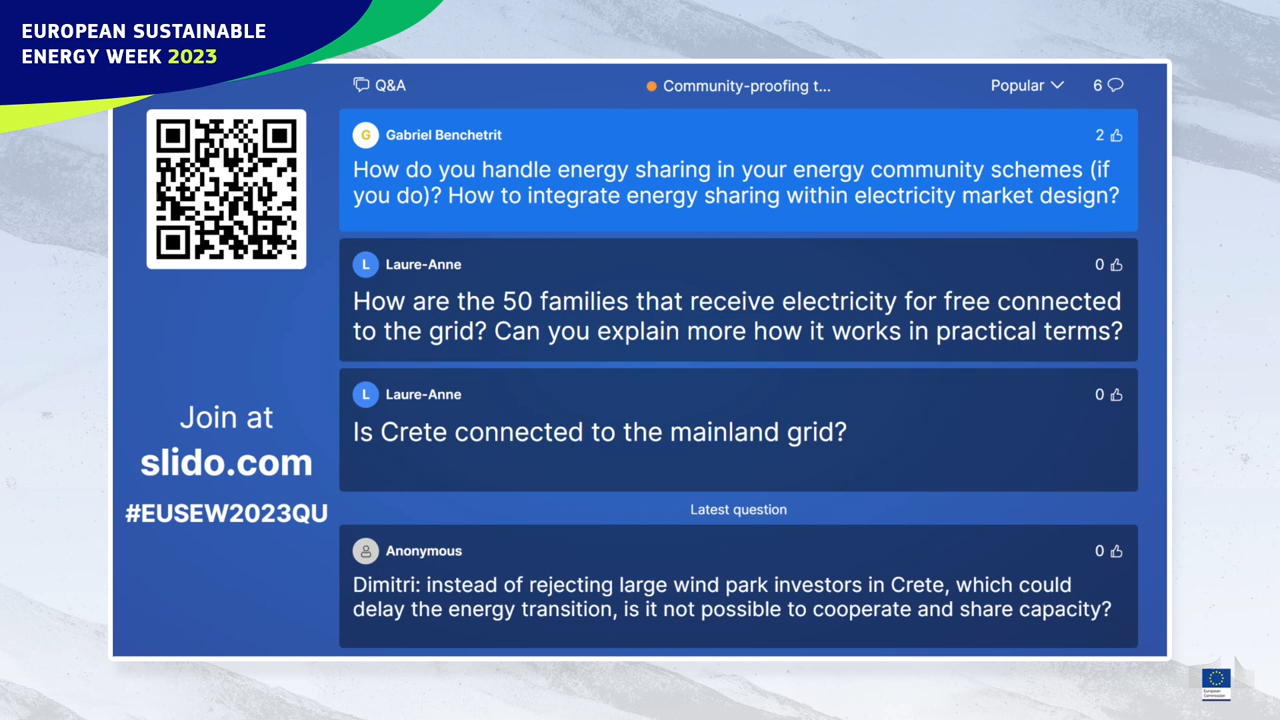 EUROPEAN SUSTAINABLE
ENERGY WEEK 2023
Q&A
Community-proofing t...
Popular
6
G
Gabriel Benchetrit
2
How do you handle energy sharing in your energy community schemes (if
you do)? How to integrate energy sharing within electricity market design?
L
Laure-Anne
0
How are the 50 families that receive electricity for free connected
to the grid? Can you explain more how it works in practical terms?
L
Laure-Anne
0
Is Crete connected to the mainland grid?
Join at
slido.com
#EUSEW2023QU
Latest question
Anonymous
0
Dimitri: instead of rejecting large wind park investors in Crete, which could
delay the energy transition, is it not possible to cooperate and share capacity?
European
Commission